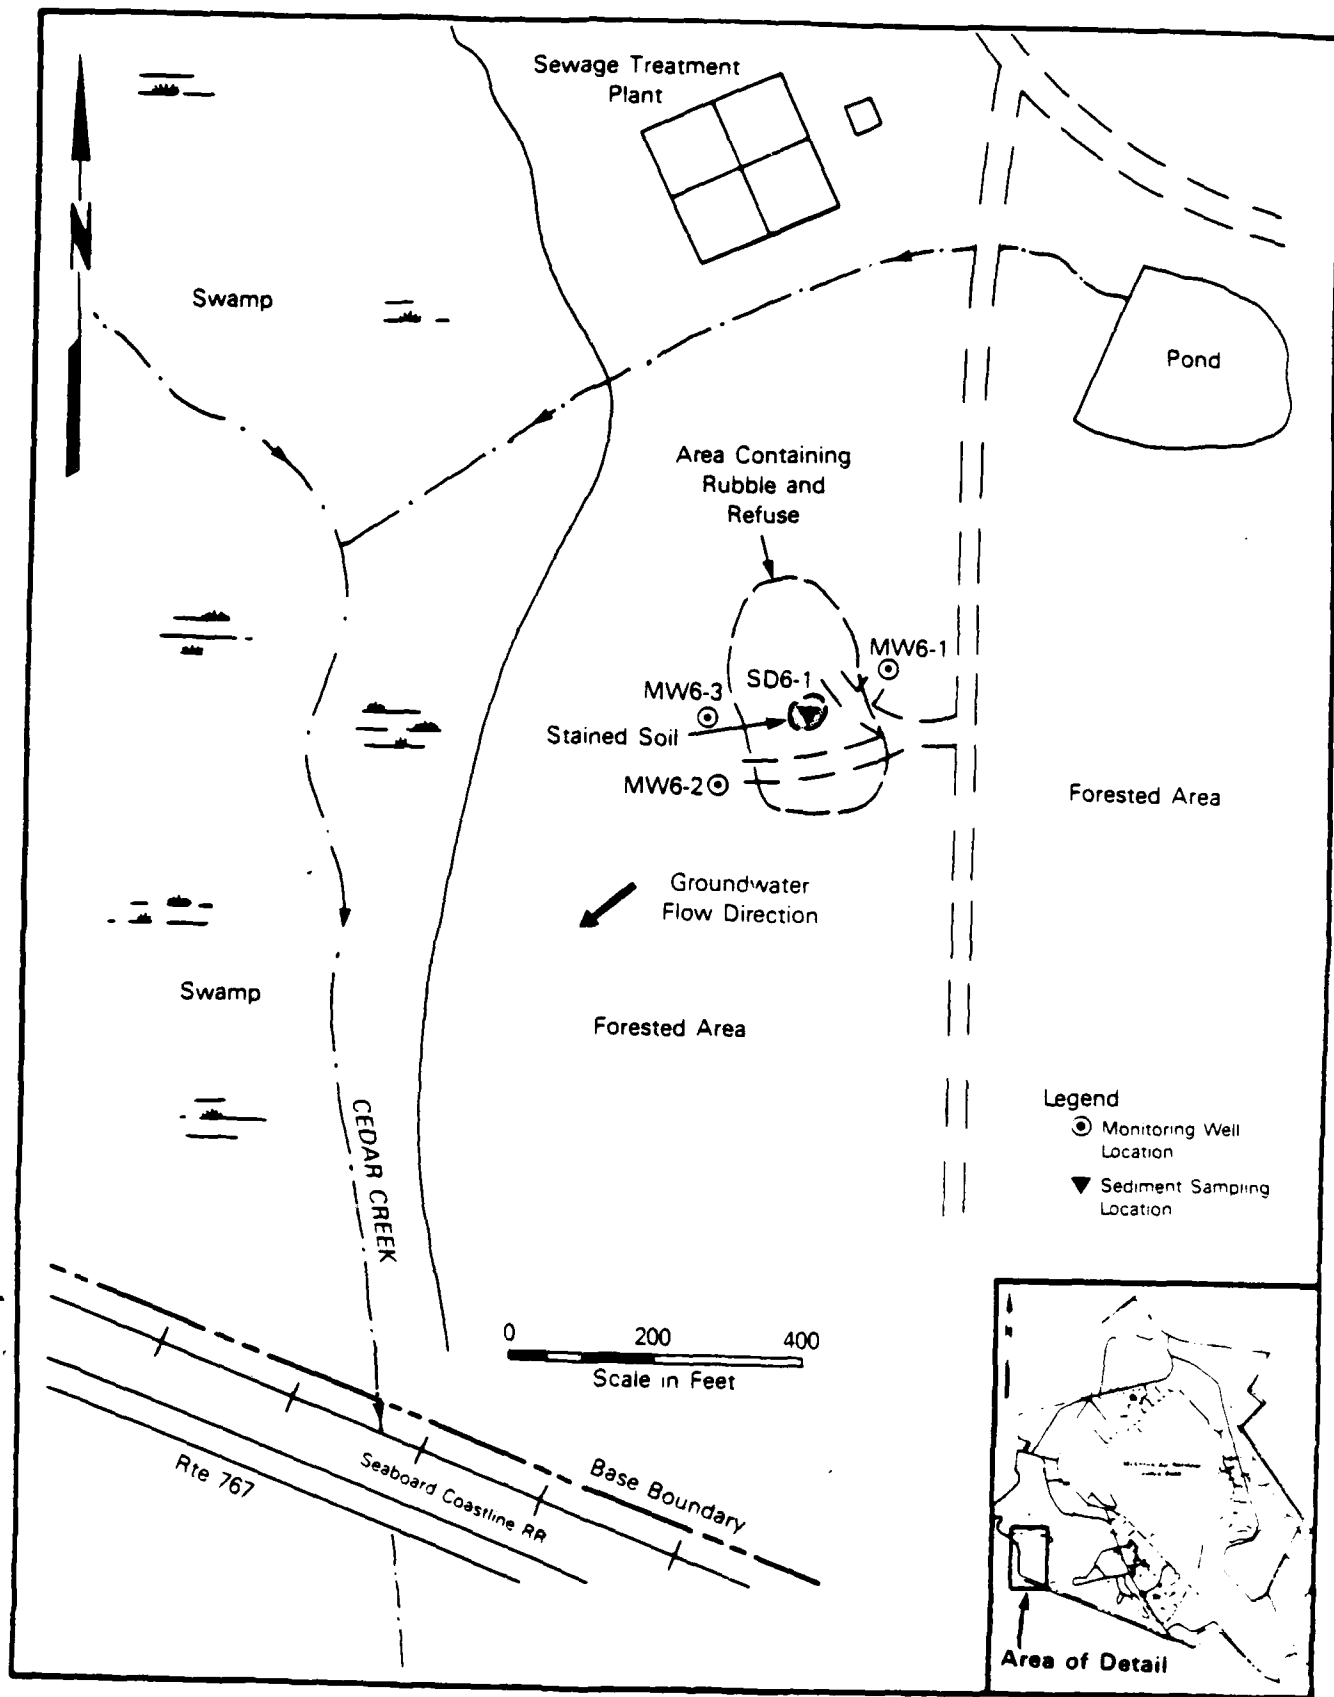 Sewage Treatment
Plant
N
Swamp
Pond
Area Containing
Rubble and
Refuse
MW6-1
SD6-1
MW6-3
Stained Soil
MW6-2
Forested Area
Groundwater
Flow Direction
Swamp
Forested Area
Legend
Monitoring Well
Location
Sediment Sampling
Location
CEDAR CREEK
0 200 400
Scale in Feet
Base Boundary
Seaboard Coastline RR
Rte 767
N
Area of Detail